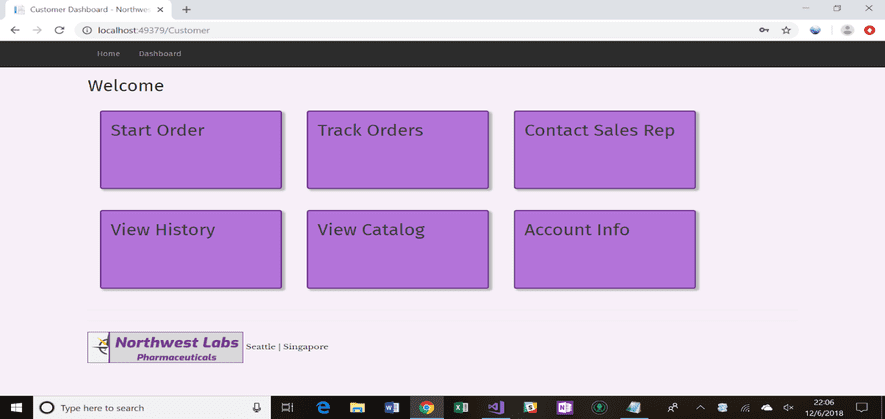 Customer Dashboard - Northwes
localhost:49379/Customer
Home Dashboard
Welcome
Start Order Track Orders Contact Sales Rep
View History View Catalog Account Info
Northwest Labs
Pharmaceuticals
Seattle | Singapore
Type here to search
22:06
12/6/2018